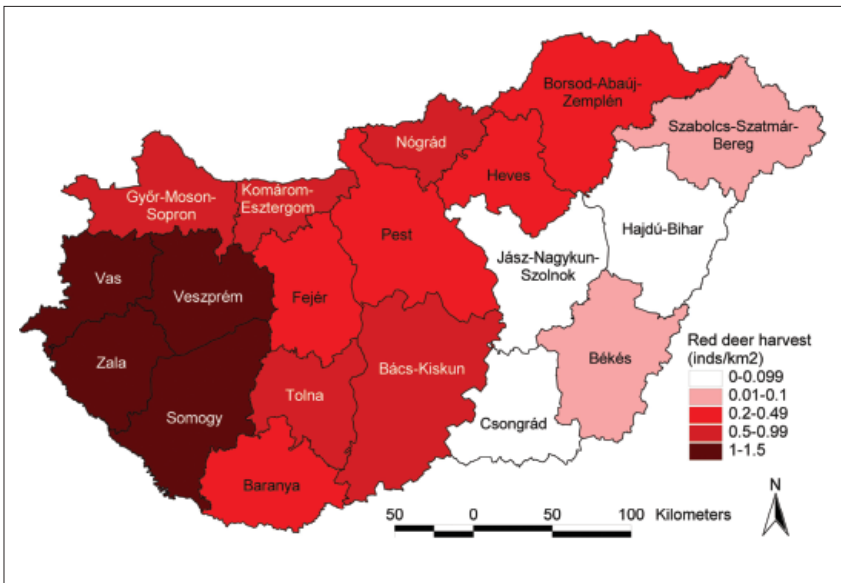 Borsod-Abaúj-
Zemplén
Szabolcs-Szatmár-
Bereg
Nógrád
Heves
Győr-Moson-
Sopron
Komárom-
Esztergom
Pest
Hajdú-Bihar
Jász-Nagykun-
Szolnok
Vas
Veszprém
Fejér
Zala
Bács-Kiskun
Békés
Tolna
Somogy
Csongrád
Baranya
Red deer harvest
(inds/km2)
0-0.099
0.01-0.1
0.2-0.49
0.5-0.99
1-1.5
N
50 0 50 100 Kilometers